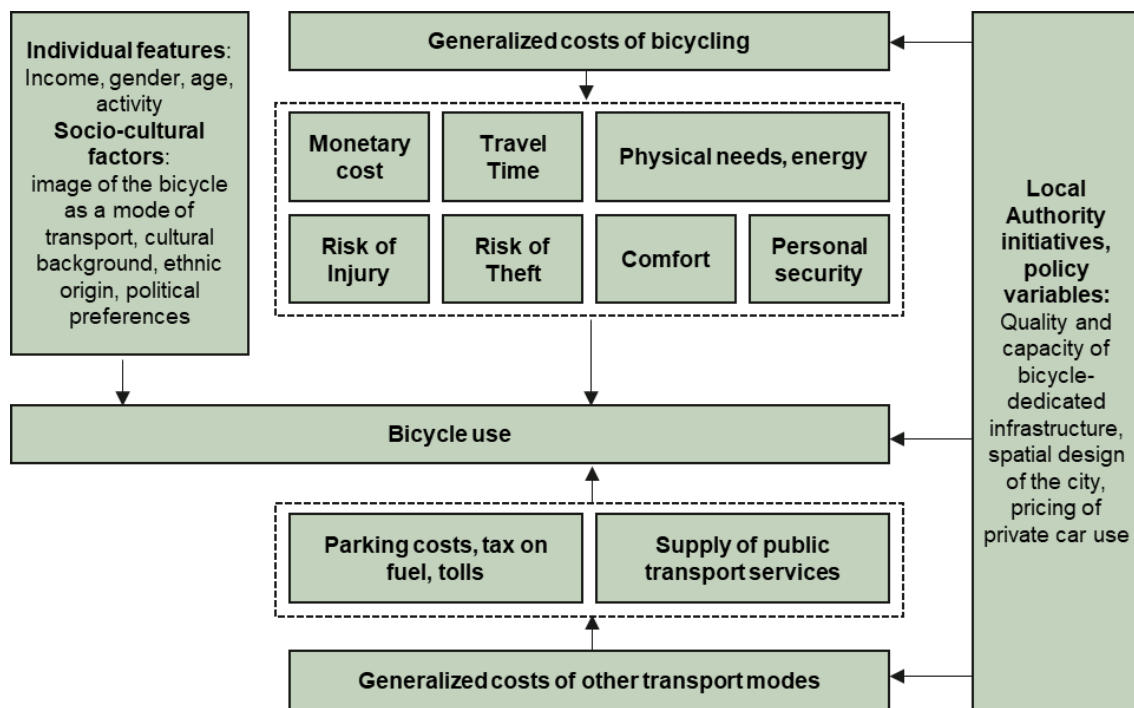 Individual features:
Income, gender, age,
activity
Socio-cultural
factors:
image of the bicycle
as a mode of
transport, cultural
background, ethnic
origin, political
preferences
Generalized costs of bicycling
Monetary
cost
Travel
Time
Physical needs, energy
Risk of
Injury
Risk of
Theft
Comfort
Personal
security
Bicycle use
Parking costs, tax on
fuel, tolls
Supply of public
transport services
Generalized costs of other transport modes
Local
Authority
initiatives,
policy
variables:
Quality and
capacity of
bicycle-
dedicated
infrastructure,
spatial design
of the city,
pricing of
private car use